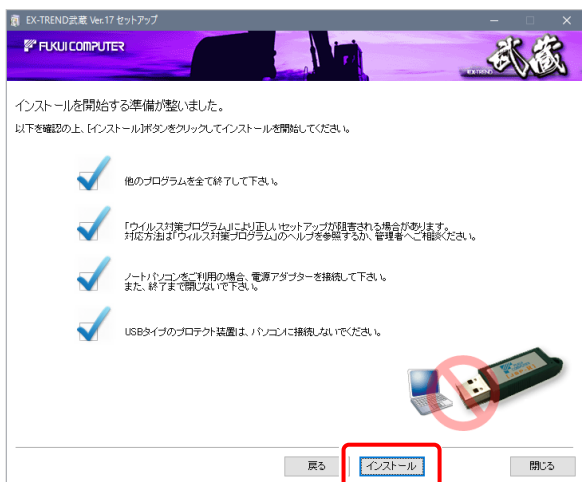 EX-TREND武蔵 Ver.17 セットアップ
FUKUI COMPUTER
EX-TREND 武蔵
インストールを開始する準備が整いました。
以下を確認の上、[インストール]ボタンをクリックしてインストールを開始してください。
他のプログラムを全て終了して下さい。
「ウイルス対策プログラム」により正しいセットアップが阻害される場合があります。
対応方法は「ウィルス対策プログラム」のヘルプを参照するか、管理者へご相談ください。
ノートパソコンをご利用の場合、電源アダプターを接続して下さい。
また、終了まで閉じないで下さい。
USBタイプのプロテクト装置は、パソコンに接続しないでください。
戻る
インストール
閉じる